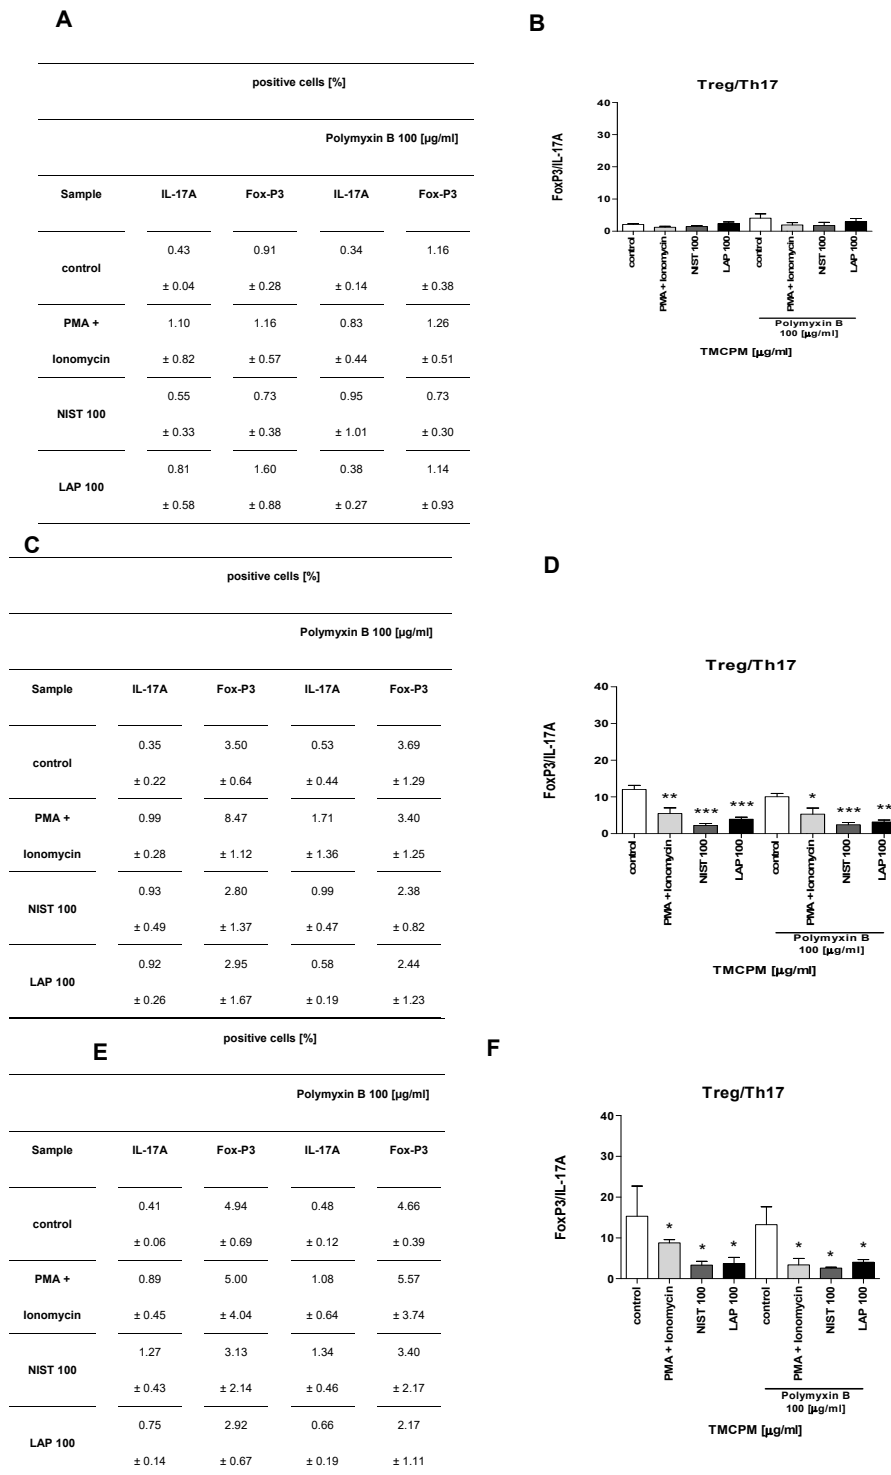 A
positive cells [%]
Polymyxin B 100 [µg/ml]
Sample IL-17A Fox-P3 IL-17A Fox-P3
control
0.43 0.91 0.34 1.16
± 0.04 ± 0.28 ± 0.14 ± 0.38
PMA + 1.10 1.16 0.83 1.26
Ionomycin ± 0.82 ± 0.57 ± 0.44 ± 0.51
NIST 100
0.55 0.73 0.95 0.73
± 0.33 ± 0.38 ± 1.01 ± 0.30
LAP 100
0.81 1.60 0.38 1.14
± 0.58 ± 0.88 ± 0.27 ± 0.93
B
Treg/Th17
FoxP3/IL-17A
40
30
20
10
0
control
PMA + Ionomycin
NIST 100
LAP 100
control
PMA + Ionomycin
NIST 100
LAP 100
Polymyxin B
100 [µg/ml]
TMCPM [µg/ml]
C
positive cells [%]
Polymyxin B 100 [µg/ml]
Sample IL-17A Fox-P3 IL-17A Fox-P3
control
0.35 3.50 0.53 3.69
± 0.22 ± 0.64 ± 0.44 ± 1.29
PMA + 0.99 8.47 1.71 3.40
Ionomycin ± 0.28 ± 1.12 ± 1.36 ± 1.25
NIST 100
0.93 2.80 0.99 2.38
± 0.49 ± 1.37 ± 0.47 ± 0.82
LAP 100
0.92 2.95 0.58 2.44
± 0.26 ± 1.67 ± 0.19 ± 1.23
D
Treg/Th17
FoxP3/IL-17A
40
30
20
10
0
** *** *** * *** **
control
PMA + Ionomycin
NIST 100
LAP 100
control
PMA + Ionomycin
NIST 100
LAP 100
Polymyxin B
100 [µg/ml]
TMCPM [µg/ml]
E
positive cells [%]
Polymyxin B 100 [µg/ml]
Sample IL-17A Fox-P3 IL-17A Fox-P3
control
0.41 4.94 0.48 4.66
± 0.06 ± 0.69 ± 0.12 ± 0.39
PMA + 0.89 5.00 1.08 5.57
Ionomycin ± 0.45 ± 4.04 ± 0.64 ± 3.74
NIST 100
1.27 3.13 1.34 3.40
± 0.43 ± 2.14 ± 0.46 ± 2.17
LAP 100
0.75 2.92 0.66 2.17
± 0.14 ± 0.67 ± 0.19 ± 1.11
F
Treg/Th17
FoxP3/IL-17A
40
30
20
10
0
* * * * * *
control
PMA + Ionomycin
NIST 100
LAP 100
control
PMA + Ionomycin
NIST 100
LAP 100
Polymyxin B
100 [µg/ml]
TMCPM [µg/ml]